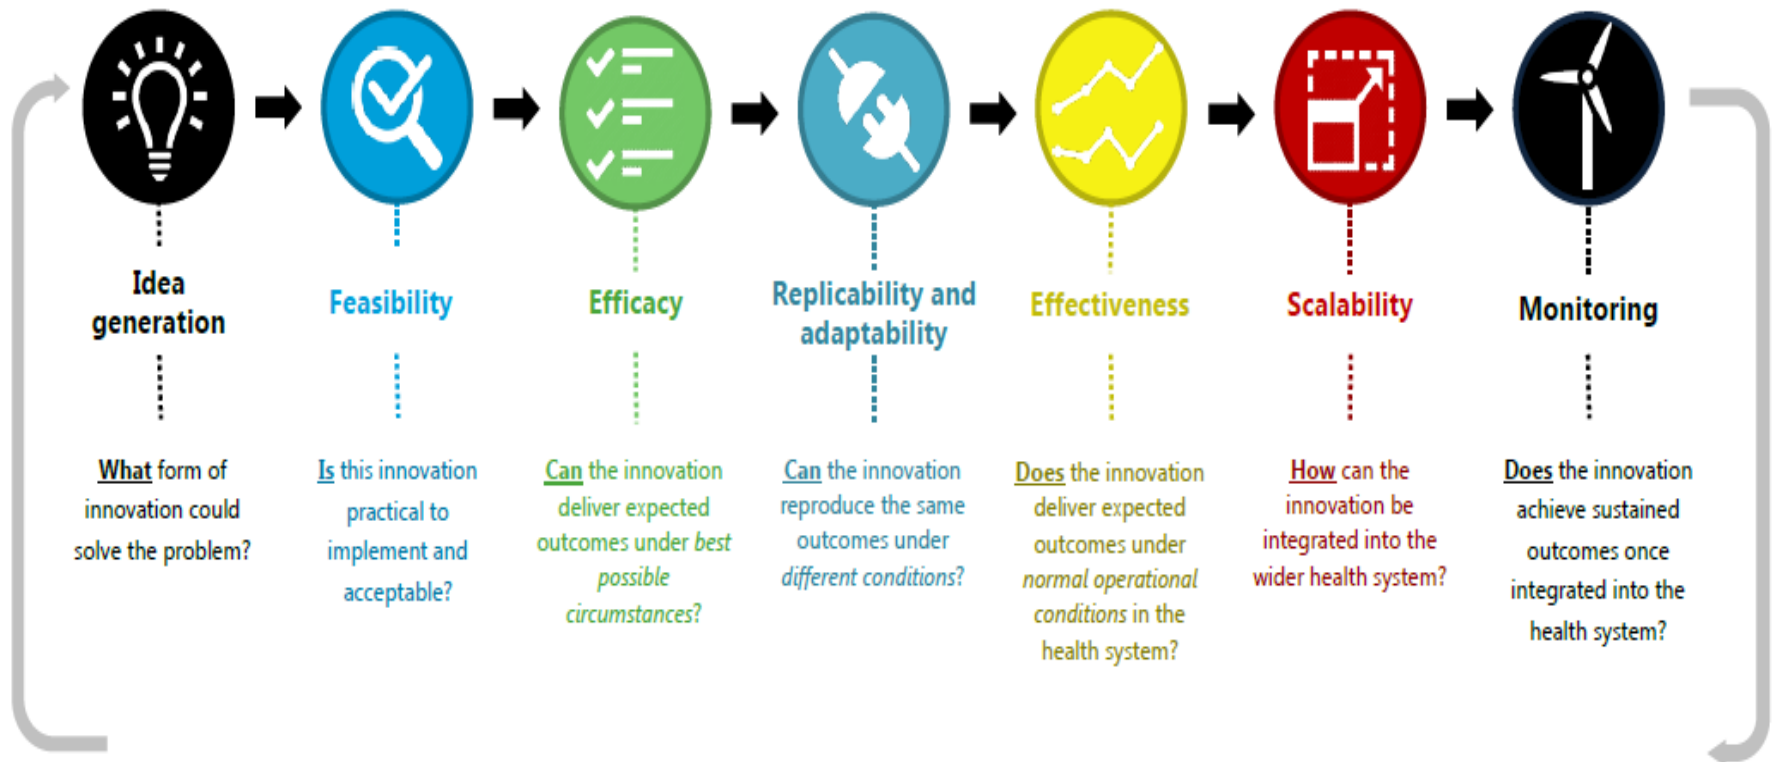 Idea
generation
Feasibility
Efficacy
Replicability and
adaptability
Effectiveness
Scalability
Monitoring
What form of
innovation could
solve the problem?
Is this innovation
practical to
implement and
acceptable?
Can the innovation
deliver expected
outcomes under best
possible
circumstances?
Can the innovation
reproduce the same
outcomes under
different conditions?
Does the innovation
deliver expected
outcomes under
normal operational
conditions in the
health system?
How can the
innovation be
integrated into the
wider health system?
Does the innovation
achieve sustained
outcomes once
integrated into the
health system?